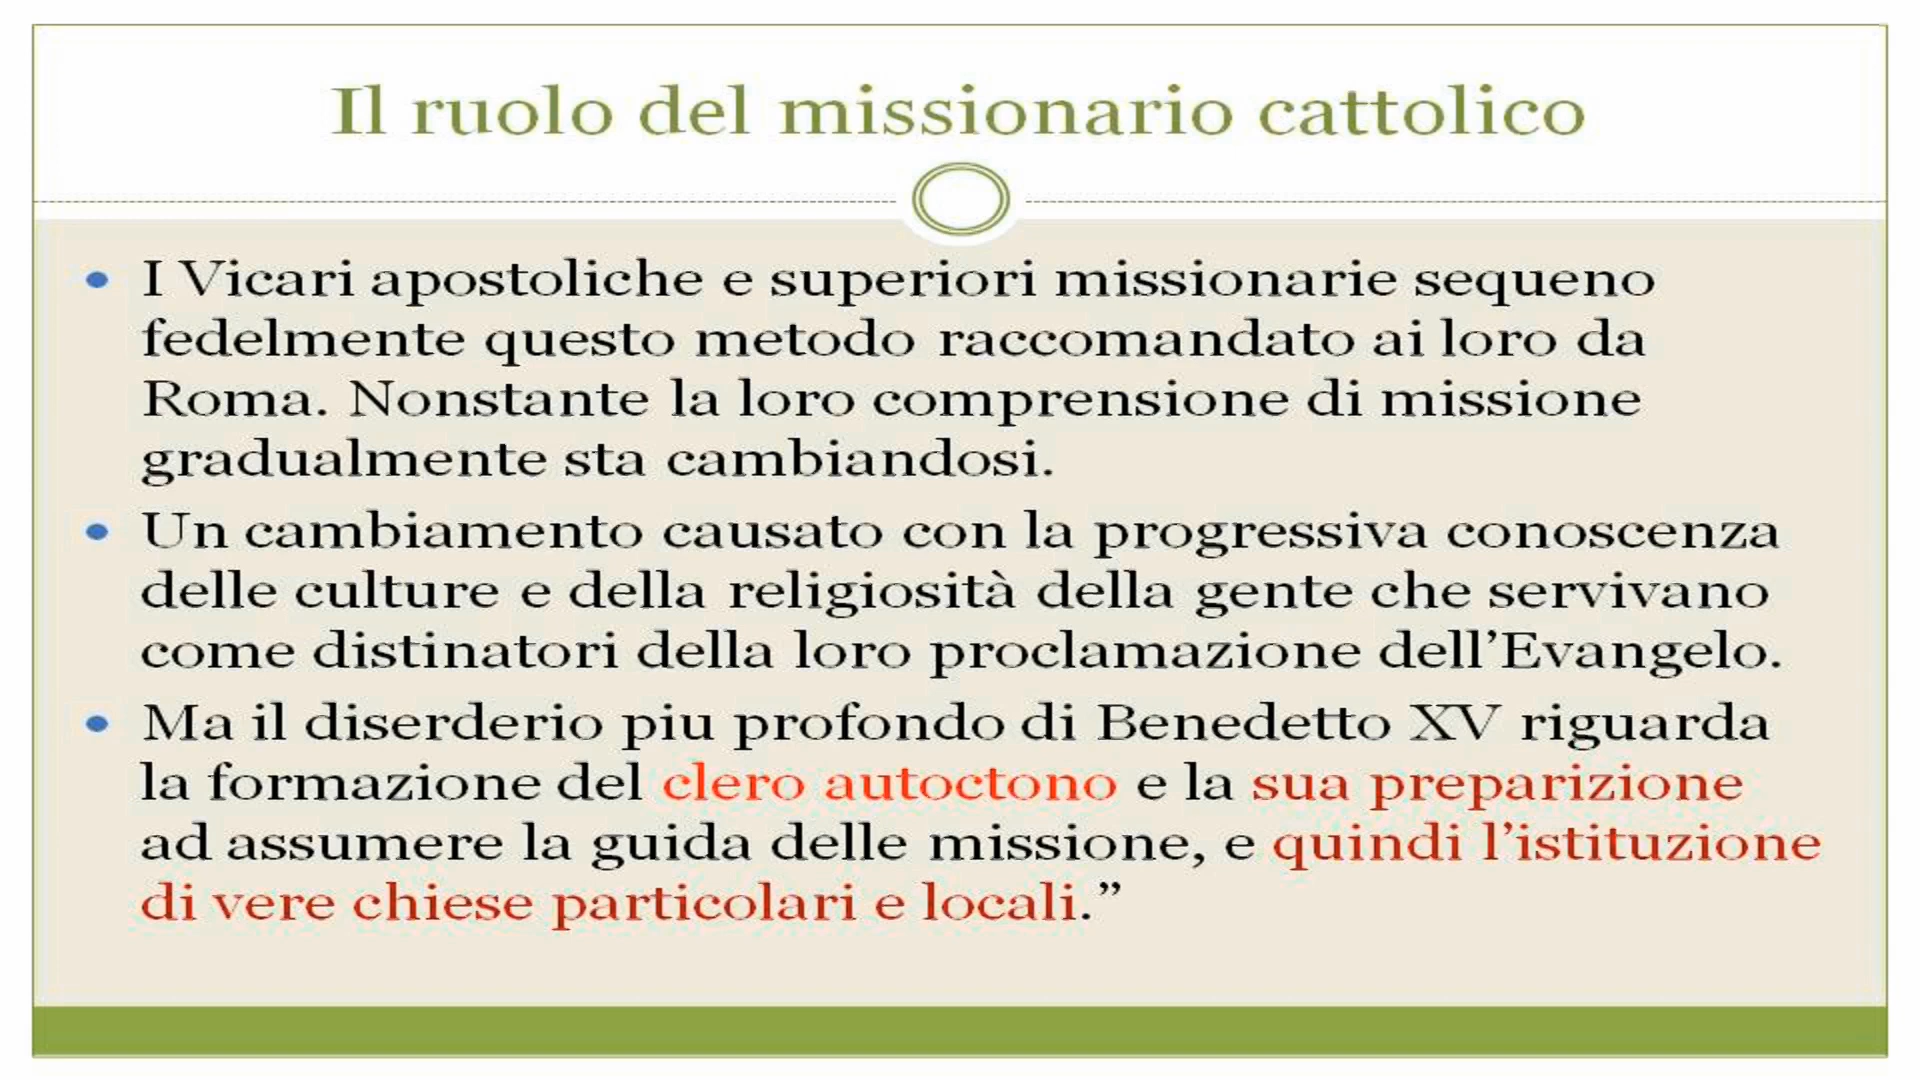 Il ruolo del missionario cattolico
• I Vicari apostoliche e superiori missionarie sequeno
fedelmente questo metodo raccomandato ai loro da
Roma. Nonstante la loro comprensione di missione
gradualmente sta cambiandosi.
• Un cambiamento causato con la progressiva conoscenza
delle culture e della religiosità della gente che servivano
come distinatori della loro proclamazione dell’Evangelo.
• Ma il diserderio piu profondo di Benedetto XV riguarda
la formazione del clero autoctono e la sua preparizione
ad assumere la guida delle missione, e quindi l’istituzione
di vere chiese particolari e locali.”